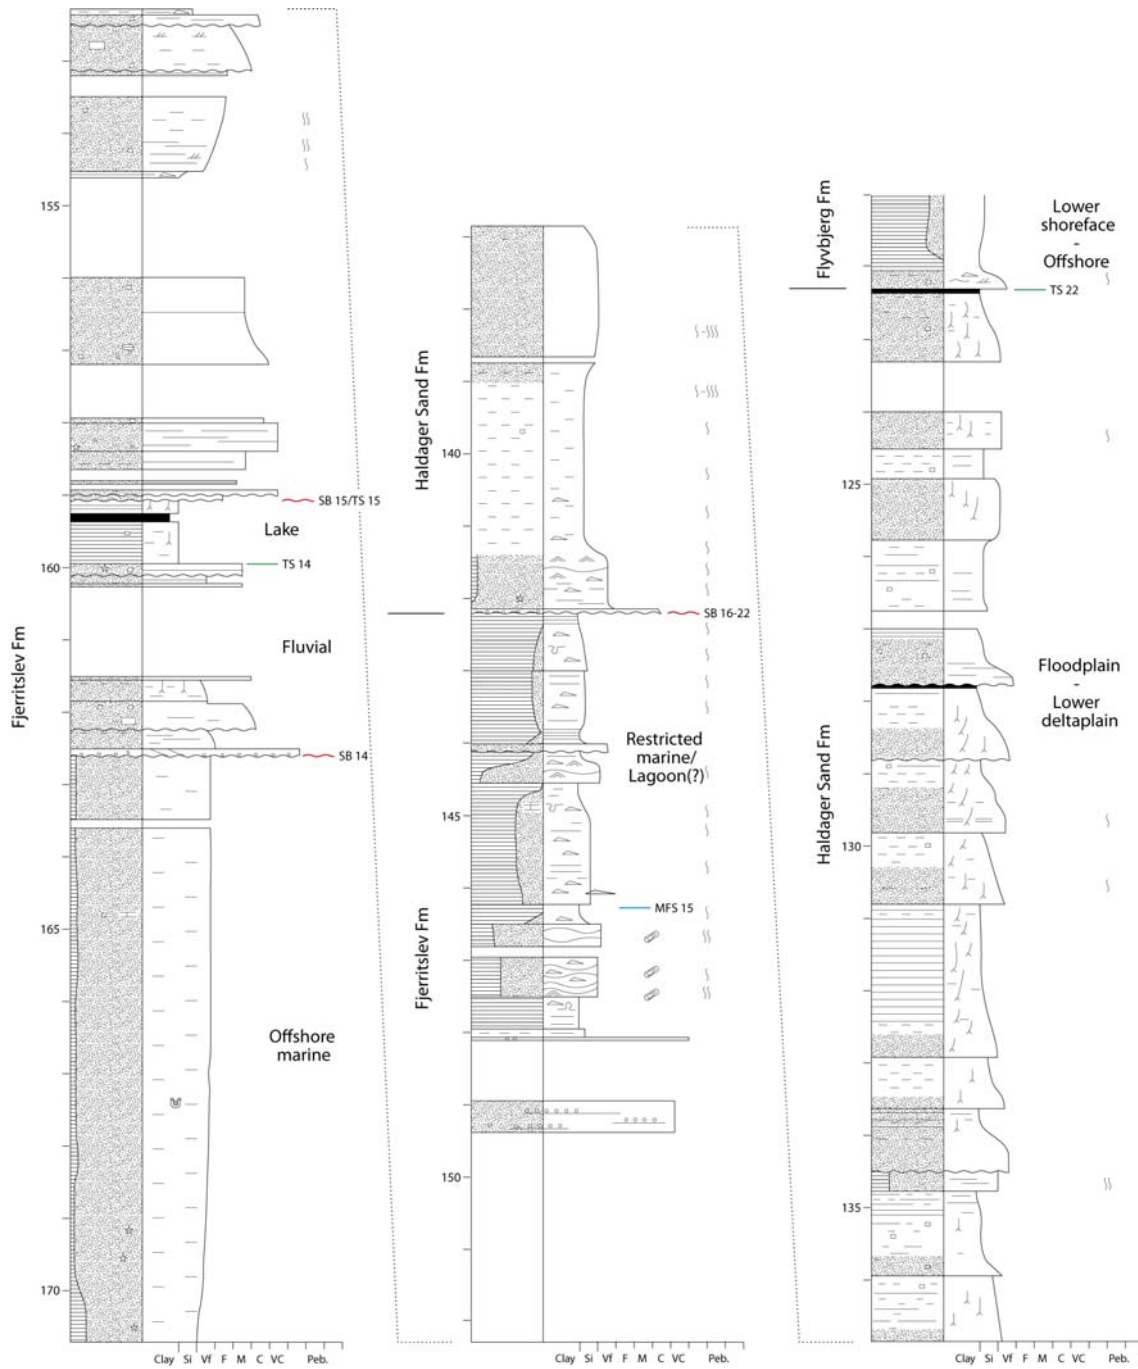 155
SB 15/TS 15
Lake
TS 14
160
Fluvial
Fjerritslev Fm
SB 14
165
Offshore
marine
170
Clay Si Vf F M C VC Peb.
Haldager Sand Fm
140
SB 16-22
Restricted
marine/
Lagoon(?)
145
MFS 15
Fjerritslev Fm
150
Clay Si Vf F M C VC Peb.
Flyvbjerg Fm
Lower
shoreface
-
Offshore
TS 22
125
Floodplain
-
Lower
deltaplain
Haldager Sand Fm
130
135
Clay Si Vf F M C VC Peb.